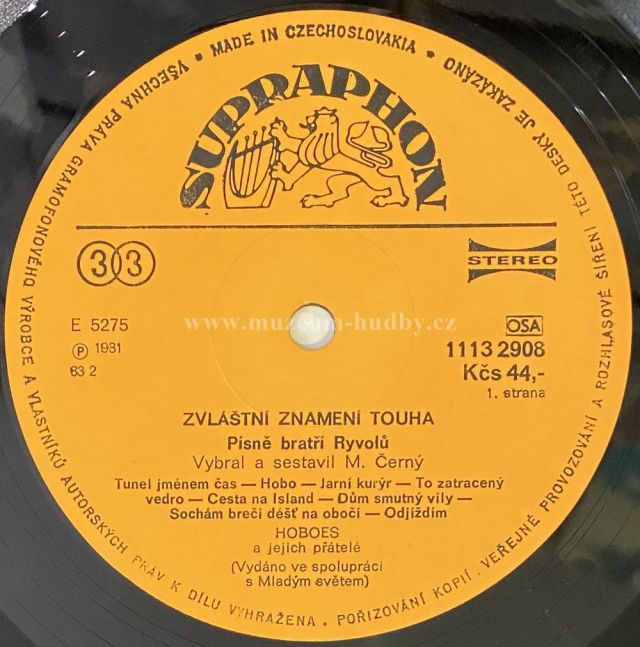 VŠECHNA PRÁVA GRAMOFONOVÉHO VÝROBCE A VLASTNÍKŮ AUTORSKÝCH PRÁV K DÍLU VYHRAŽENA. POŘIZOVÁNÍ KOPIÍ. VEŘEJNÉ PROVOZOVÁNÍ A ROZHLASOVÉ ŠÍŘENÍ TÉTO DESKY JE ZAKÁZÁNO
• MADE IN CZECHOSLOVAKIA •
SUPRAPHON
33
STEREO
E 5275
℗ 1981
63 2
www.muzeum-hudby.cz
OSA
1113 2908
Kčs 44,-
1. strana
ZVLÁŠTNÍ ZNAMENÍ TOUHA
Písně bratří Ryvolů
Vybral a sestavil M. Černý
Tunel jménem čas — Hobo — Jarní kurýr — To zatracený
vedro — Cesta na Island — Dům smutný víly —
Sochám brečí déšť na obočí — Odjíždím
HOBOES
a jejich přátelé
(Vydáno ve spolupráci
s Mladým světem)